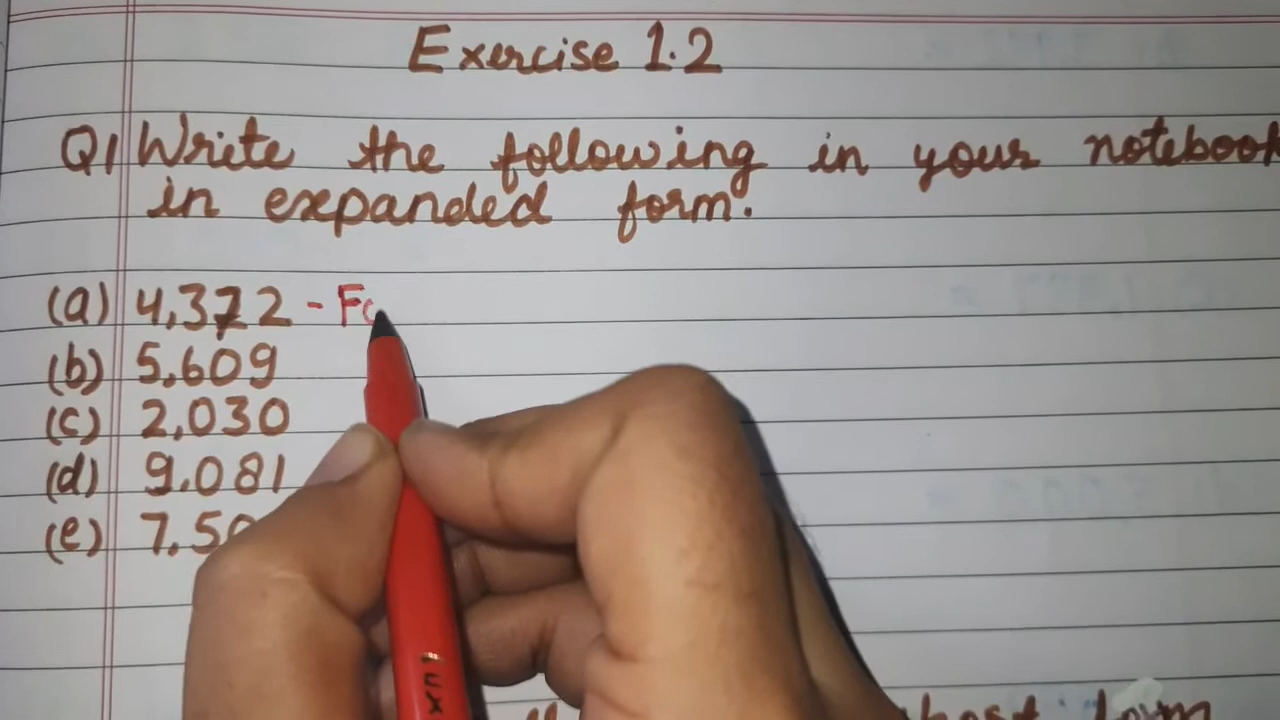 Exercise 1.2
Q1 Write the following in your notebook
in expanded form.
(a) 4,372 - Fo
(b) 5,609
(c) 2,030
(d) 9,081
(e) 7,50
form